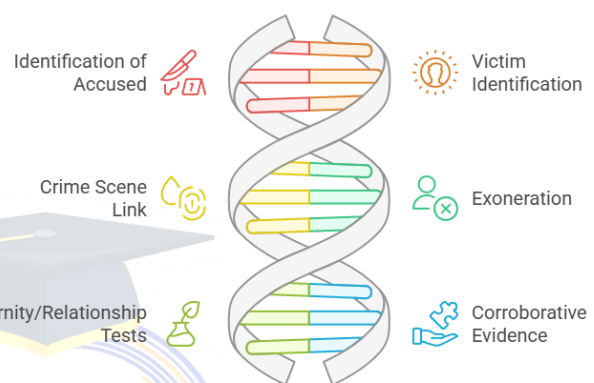 Identification of
Accused
Victim
Identification
Crime Scene
Link
Exoneration
rnity/Relationship
Tests
Corroborative
Evidence